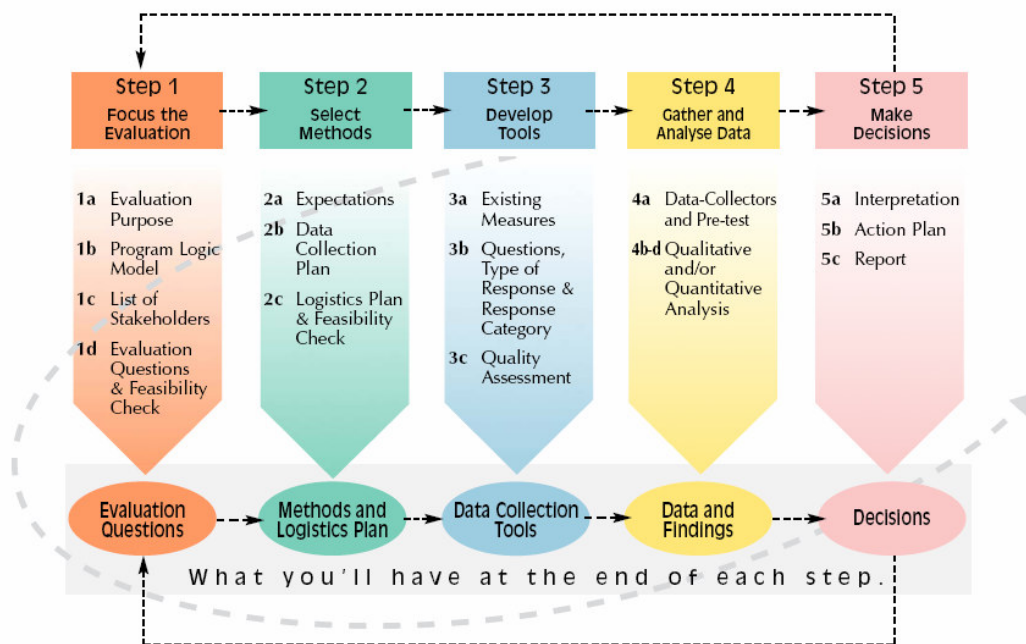 Step 1
Focus the
Evaluation
Step 2
Select
Methods
Step 3
Develop
Tools
Step 4
Gather and
Analyse Data
Step 5
Make
Decisions
1a Evaluation
Purpose
1b Program Logic
Model
1c List of
Stakeholders
1d Evaluation
Questions
& Feasibility
Check
2a Expectations
2b Data
Collection
Plan
2c Logistics Plan
& Feasibility
Check
3a Existing
Measures
3b Questions,
Type of
Response &
Response
Category
3c Quality
Assessment
4a Data-Collectors
and Pre-test
4b-d Qualitative
and/or
Quantitative
Analysis
5a Interpretation
5b Action Plan
5c Report
Evaluation
Questions
Methods and
Logistics Plan
Data Collection
Tools
Data and
Findings
Decisions
What you'll have at the end of each step.